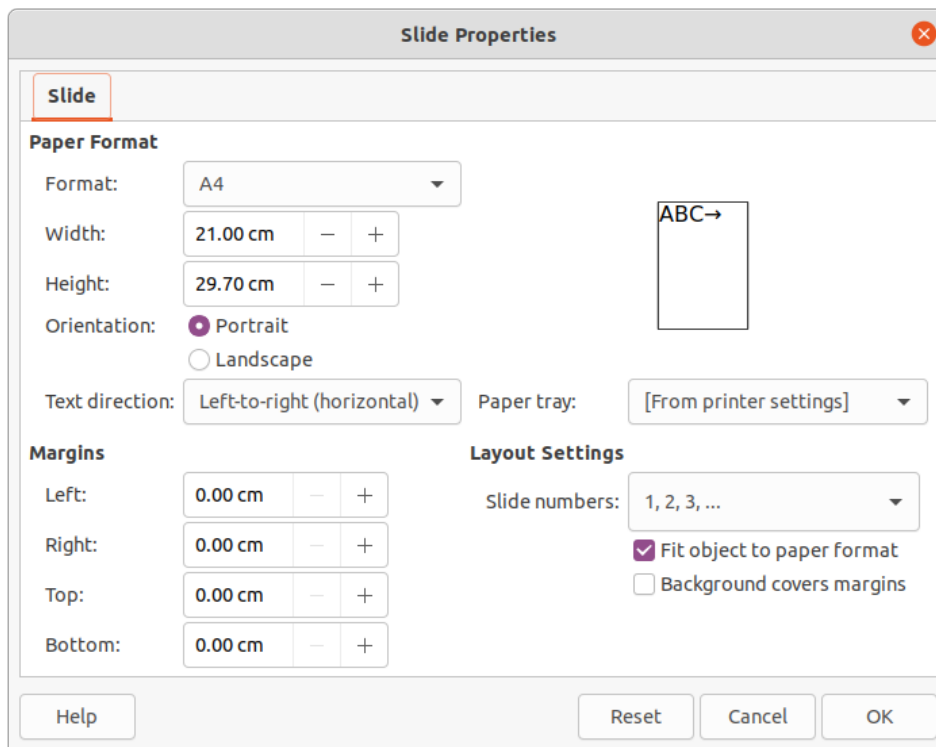 Slide Properties
Slide
Paper Format
Format: A4
Width: 21.00 cm
ABC→
Height: 29.70 cm
Orientation: Portrait
Landscape
Text direction: Left-to-right (horizontal) Paper tray: [From printer settings]
Margins
Left: 0.00 cm
Right: 0.00 cm
Top: 0.00 cm
Bottom: 0.00 cm
Layout Settings
Slide numbers: 1, 2, 3, ...
Fit object to paper format
Background covers margins
Help Reset Cancel OK